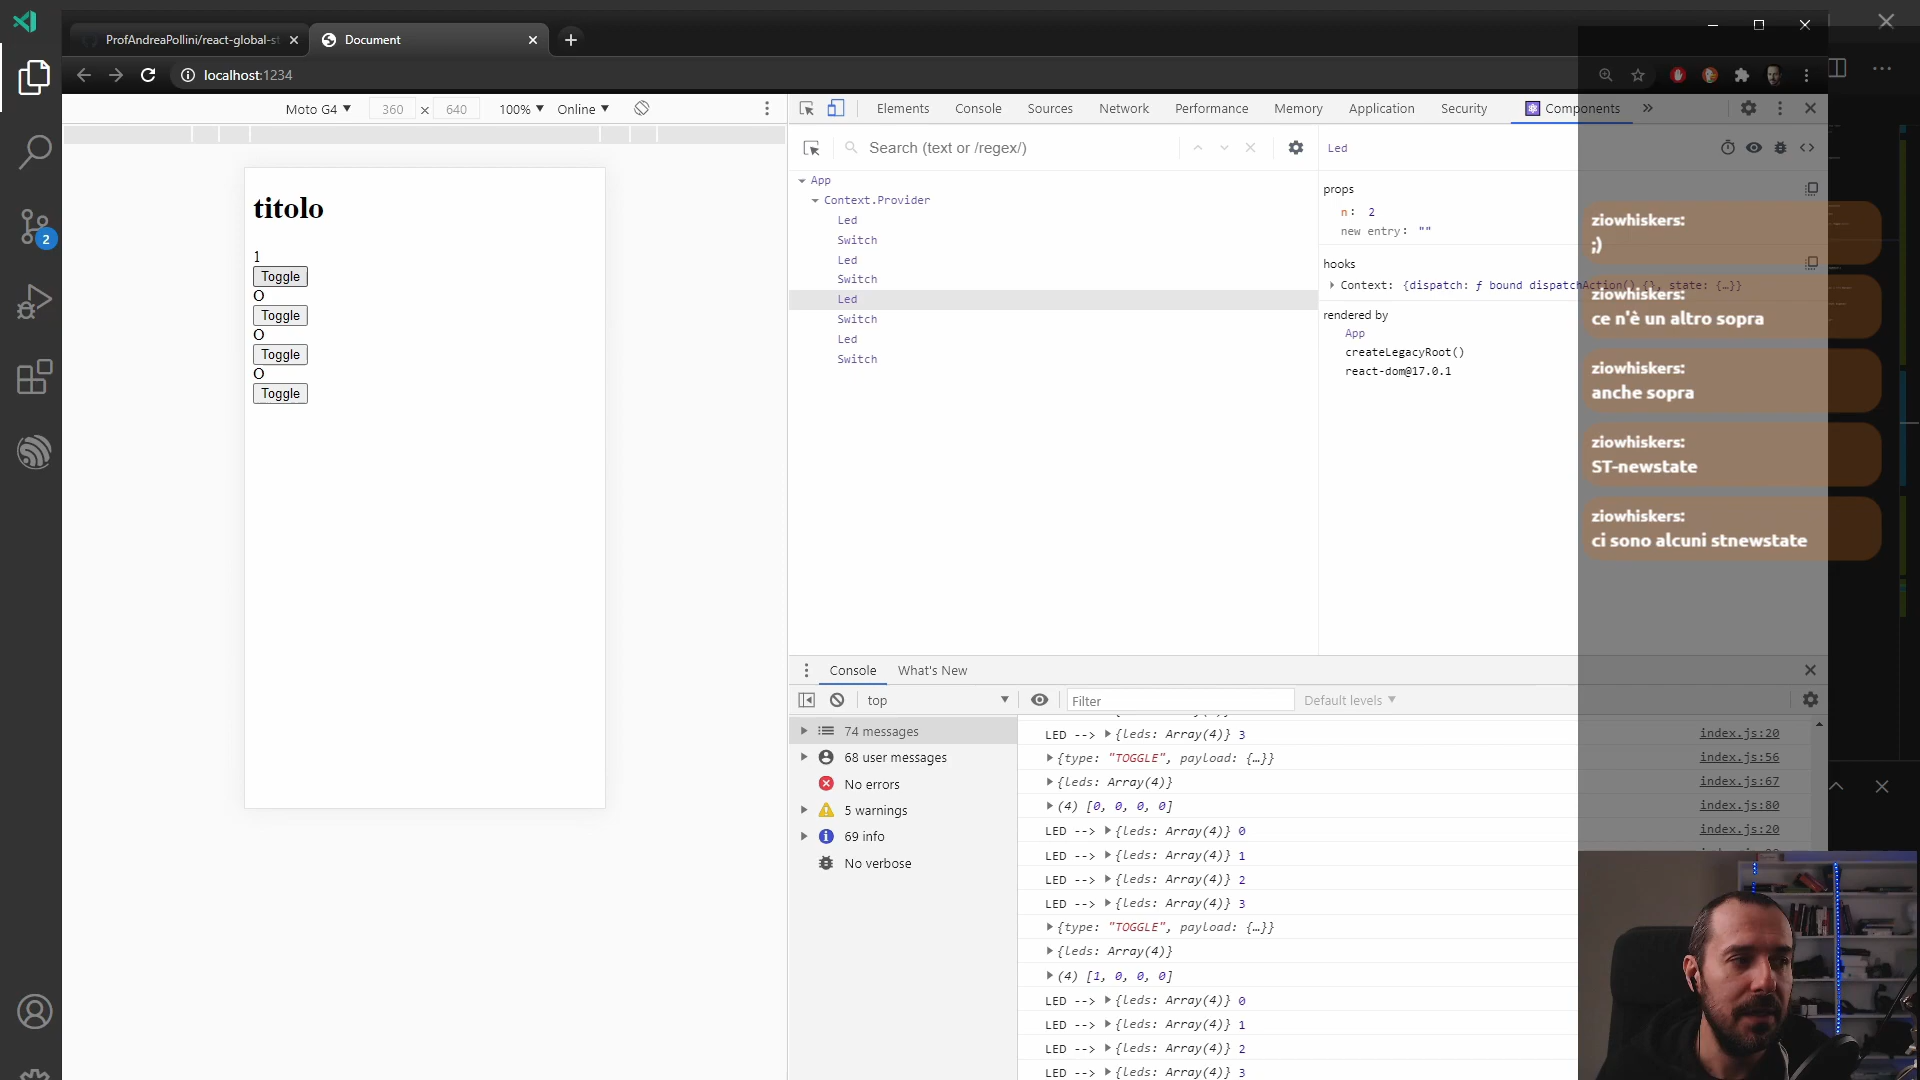 ProfAndreaPollini/react-global-st
Document
localhost:1234
Moto G4
360
×
640
100%
Online
Elements
Console
Sources
Network
Performance
Memory
Application
Security
Components
Search (text or /regex/)
Led
App
Context.Provider
Led
Switch
Led
Switch
Led
Switch
Led
Switch
props
n: 2
new entry: ""
hooks
Context: {dispatch: ƒ bound dispatchAction() {}, state: {…}}
rendered by
App
createLegacyRoot()
react-dom@17.0.1
titolo
1
Toggle
O
Toggle
O
Toggle
O
Toggle
2
ziowhiskers:
;)
ziowhiskers:
ce n'è un altro sopra
ziowhiskers:
anche sopra
ziowhiskers:
ST-newstate
ziowhiskers:
ci sono alcuni stnewstate
Console
What's New
top
Filter
Default levels
74 messages
68 user messages
No errors
5 warnings
69 info
No verbose
LED --> {leds: Array(4)} 3 index.js:20
{type: "TOGGLE", payload: {…}} index.js:56
{leds: Array(4)} index.js:67
(4) [0, 0, 0, 0] index.js:80
LED --> {leds: Array(4)} 0 index.js:20
LED --> {leds: Array(4)} 1
LED --> {leds: Array(4)} 2
LED --> {leds: Array(4)} 3
{type: "TOGGLE", payload: {…}}
{leds: Array(4)}
(4) [1, 0, 0, 0]
LED --> {leds: Array(4)} 0
LED --> {leds: Array(4)} 1
LED --> {leds: Array(4)} 2
LED --> {leds: Array(4)} 3